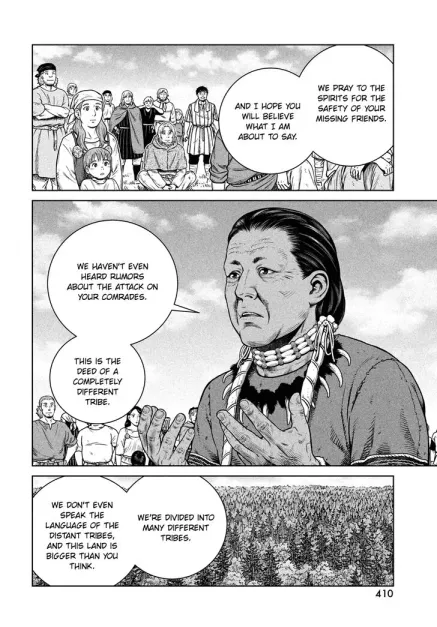 WE PRAY TO THE
SPIRITS FOR THE
SAFETY OF YOUR
MISSING FRIENDS.
AND I HOPE YOU
WILL BELIEVE
WHAT I AM
ABOUT TO SAY.
WE HAVEN'T EVEN
HEARD RUMORS
ABOUT THE ATTACK ON
YOUR COMRADES.
THIS IS THE
DEED OF A
COMPLETELY
DIFFERENT
TRIBE.
WE'RE DIVIDED INTO
MANY DIFFERENT
TRIBES.
WE DON'T EVEN
SPEAK THE
LANGUAGE OF THE
DISTANT TRIBES,
AND THIS LAND IS
BIGGER THAN YOU
THINK.
410